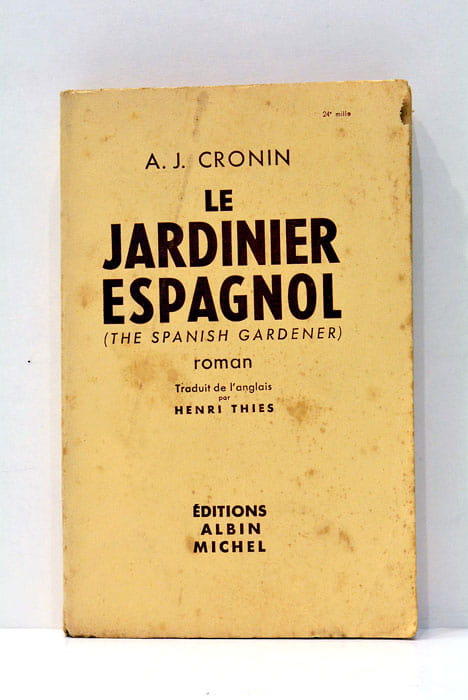 24e mille
A. J. CRONIN
LE
JARDINIER
ESPAGNOL
(THE SPANISH GARDENER)
roman
Traduit de l'anglais
par
HENRI THIES
ÉDITIONS
ALBIN
MICHEL